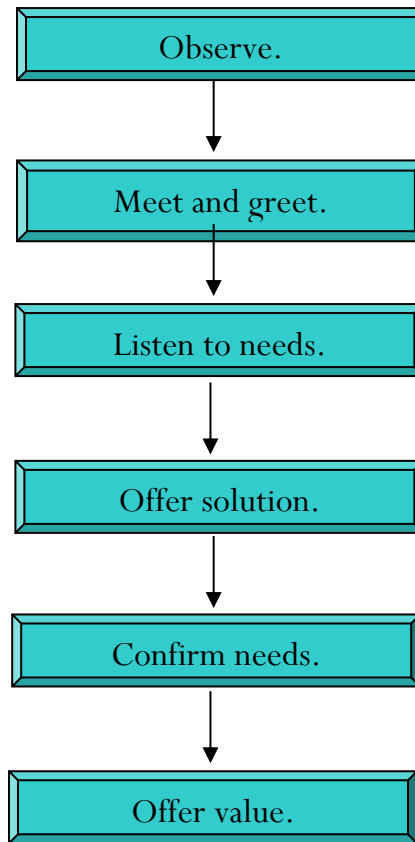 Observe.
Meet and greet.
Listen to needs.
Offer solution.
Confirm needs.
Offer value.